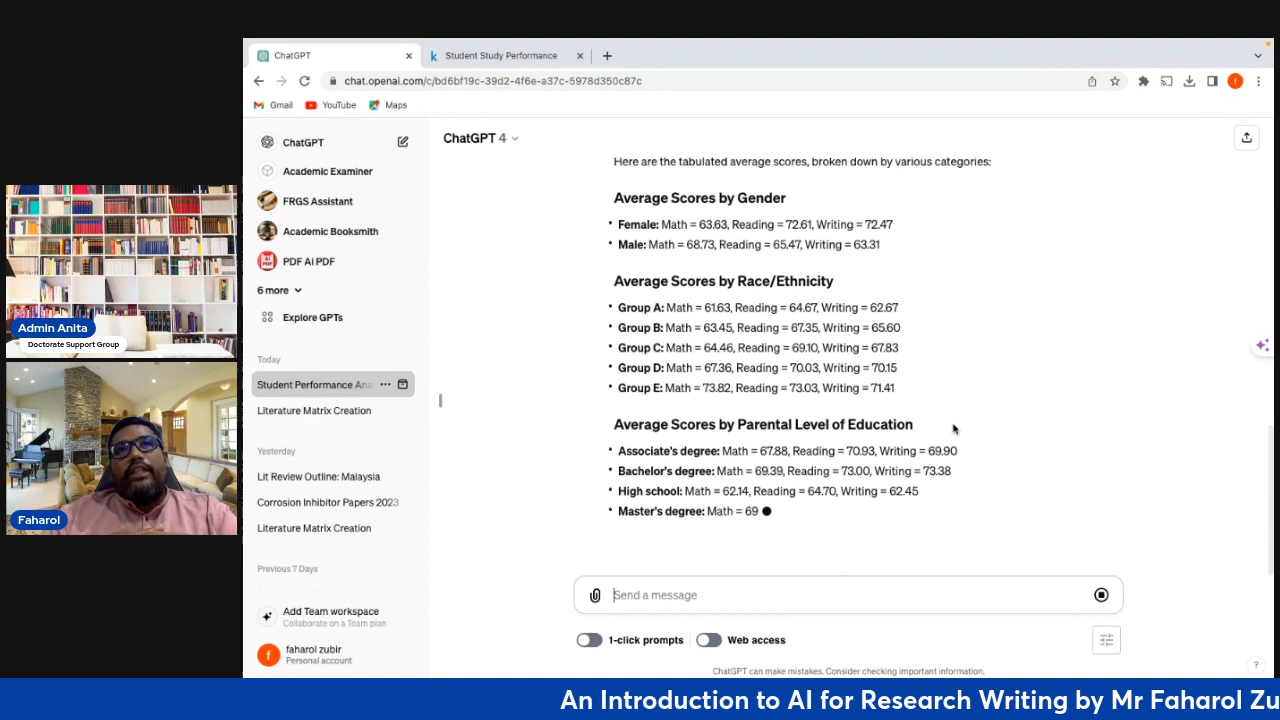 ChatGPT
Student Study Performance
chat.openai.com/c/bd6bf19c-39d2-4f6e-a37c-5978d350c87c
Gmail
YouTube
Maps
ChatGPT
Academic Examiner
FRGS Assistant
Academic Booksmith
PDF Ai PDF
6 more
Explore GPTs
Today
Student Performance Ana
Literature Matrix Creation
Yesterday
Lit Review Outline: Malaysia
Corrosion Inhibitor Papers 2023
Literature Matrix Creation
Previous 7 Days
Add Team workspace
Collaborate on a Team plan
f
faharol zubir
Personal account
ChatGPT 4
Here are the tabulated average scores, broken down by various categories:
Average Scores by Gender
• Female: Math = 63.63, Reading = 72.61, Writing = 72.47
• Male: Math = 68.73, Reading = 65.47, Writing = 63.31
Average Scores by Race/Ethnicity
• Group A: Math = 61.63, Reading = 64.67, Writing = 62.67
• Group B: Math = 63.45, Reading = 67.35, Writing = 65.60
• Group C: Math = 64.46, Reading = 69.10, Writing = 67.83
• Group D: Math = 67.36, Reading = 70.03, Writing = 70.15
• Group E: Math = 73.82, Reading = 73.03, Writing = 71.41
Average Scores by Parental Level of Education
• Associate's degree: Math = 67.88, Reading = 70.93, Writing = 69.90
• Bachelor's degree: Math = 69.39, Reading = 73.00, Writing = 73.38
• High school: Math = 62.14, Reading = 64.70, Writing = 62.45
• Master's degree: Math = 69
Send a message
1-click prompts
Web access
ChatGPT can make mistakes. Consider checking important information.
?
Admin Anita
Doctorate Support Group
Faharol
An Introduction to AI for Research Writing by Mr Faharol Zu